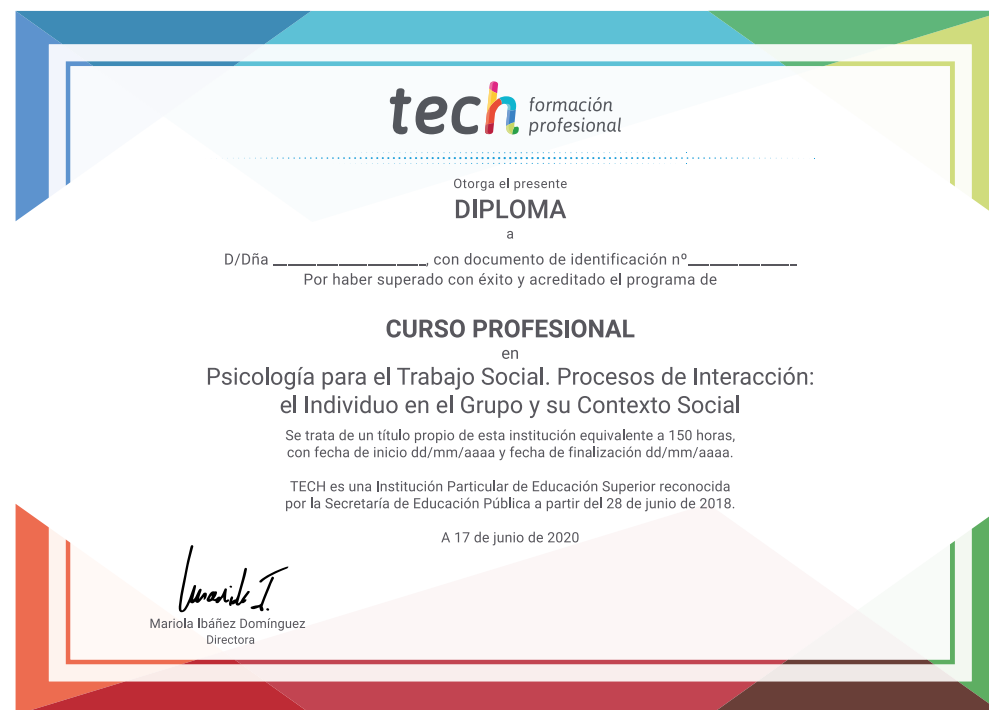 tech formación
profesional
Otorga el presente
DIPLOMA
a
D/Dña ____________________, con documento de identificación nº______________
Por haber superado con éxito y acreditado el programa de
CURSO PROFESIONAL
en
Psicología para el Trabajo Social. Procesos de Interacción:
el Individuo en el Grupo y su Contexto Social
Se trata de un título propio de esta institución equivalente a 150 horas,
con fecha de inicio dd/mm/aaaa y fecha de finalización dd/mm/aaaa.
TECH es una Institución Particular de Educación Superior reconocida
por la Secretaría de Educación Pública a partir del 28 de junio de 2018.
A 17 de junio de 2020
Mariola Ibáñez Domínguez
Directora